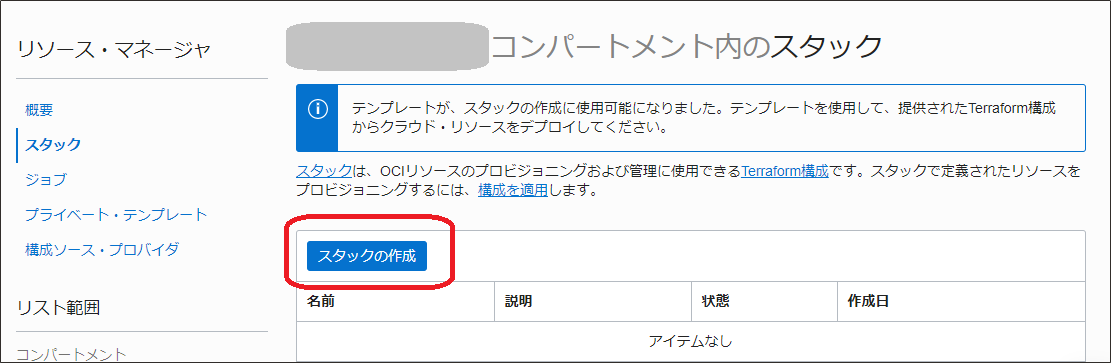 リソース・マネージャ
概要
スタック
ジョブ
プライベート・テンプレート
構成ソース・プロバイダ
リスト範囲
コンパートメント
コンパートメント内のスタック
テンプレートが、スタックの作成に使用可能になりました。テンプレートを使用して、提供されたTerraform構成
からクラウド・リソースをデプロイしてください。
スタックは、OCIリソースのプロビジョニングおよび管理に使用できるTerraform構成です。スタックで定義されたリソースを
プロビジョニングするには、構成を適用します。
スタックの作成
名前 説明 状態 作成日
アイテムなし